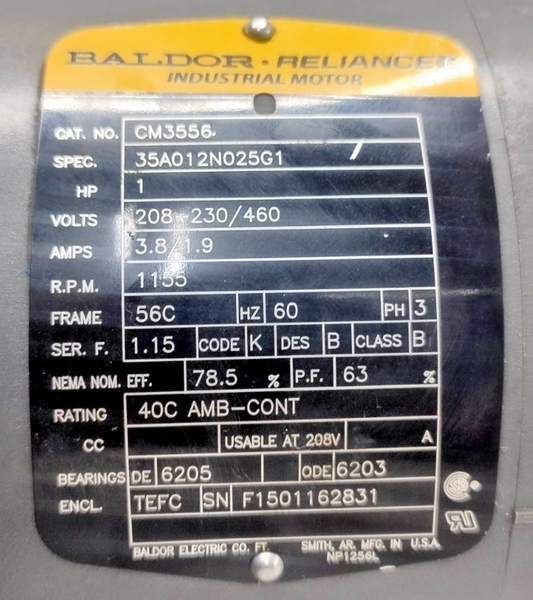 BALDOR · RELIANCER
INDUSTRIAL MOTOR
CAT. NO. CM3556
SPEC. 35A012N025G1
HP 1
VOLTS 208-230/460
AMPS 3.8/1.9
R.P.M. 1155
FRAME 56C HZ 60 PH 3
SER. F. 1.15 CODE K DES B CLASS B
NEMA NOM. EFF. 78.5 % P.F. 63 %
RATING 40C AMB-CONT
CC USABLE AT 208V A
BEARINGS DE 6205 ODE 6203
ENCL. TEFC SN F1501162831
BALDOR ELECTRIC CO. FT. SMITH, AR. MFG. IN U.S.A.
NP1256L